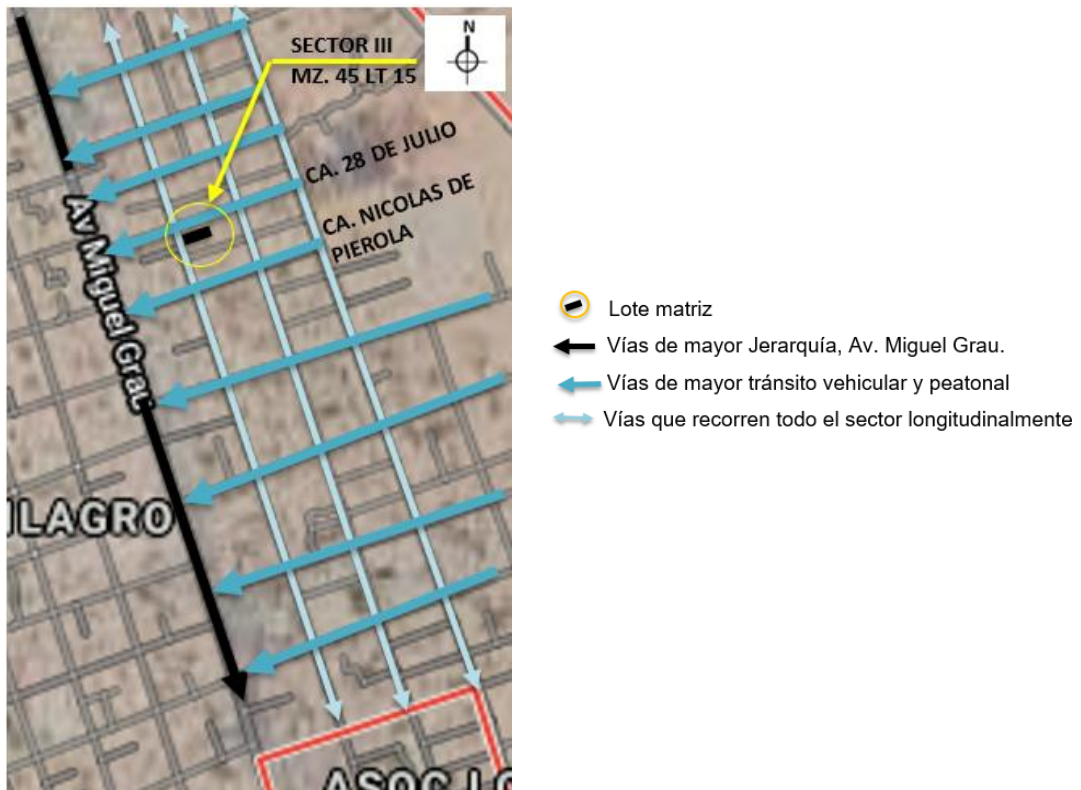 N
SECTOR III
MZ. 45 LT 15
CA. 28 DE JULIO
CA. NICOLAS DE
PIEROLA
Av Miguel Grau
ILAGRO
ASOC LO
Lote matriz
Vías de mayor Jerarquía, Av. Miguel Grau.
Vías de mayor tránsito vehicular y peatonal
Vías que recorren todo el sector longitudinalmente